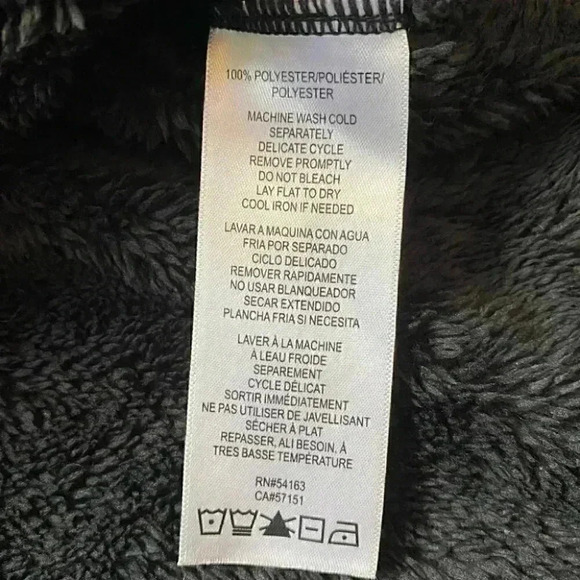 100% POLYESTER/POLIÉSTER/
POLYESTER
MACHINE WASH COLD
SEPARATELY
DELICATE CYCLE
REMOVE PROMPTLY
DO NOT BLEACH
LAY FLAT TO DRY
COOL IRON IF NEEDED
LAVAR A MAQUINA CON AGUA
FRIA POR SEPARADO
CICLO DELICADO
REMOVER RAPIDAMENTE
NO USAR BLANQUEADOR
SECAR EXTENDIDO
PLANCHA FRIA SI NECESITA
LAVER À LA MACHINE
À LEAU FROIDE
SEPAREMENT
CYCLE DÉLICAT
SORTIR IMMÉDIATEMENT
NE PAS UTILISER DE JAVELLISANT
SÉCHER À PLAT
REPASSER, ALI BESOIN, À
TRES BASSE TEMPÉRATURE
RN#54163
CA#57151